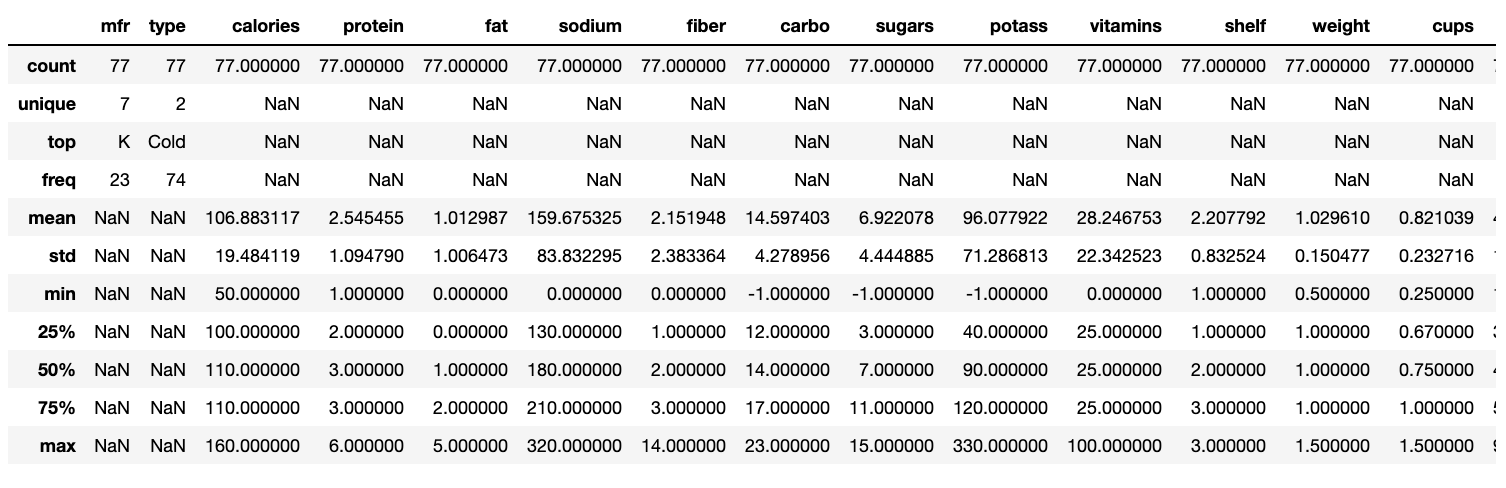 mfr type calories protein fat sodium fiber carbo sugars potass vitamins shelf weight cups
count 77 77 77.000000 77.000000 77.000000 77.000000 77.000000 77.000000 77.000000 77.000000 77.000000 77.000000 77.000000 77.000000
unique 7 2 NaN NaN NaN NaN NaN NaN NaN NaN NaN NaN NaN NaN
top K Cold NaN NaN NaN NaN NaN NaN NaN NaN NaN NaN NaN NaN
freq 23 74 NaN NaN NaN NaN NaN NaN NaN NaN NaN NaN NaN NaN
mean NaN NaN 106.883117 2.545455 1.012987 159.675325 2.151948 14.597403 6.922078 96.077922 28.246753 2.207792 1.029610 0.821039
std NaN NaN 19.484119 1.094790 1.006473 83.832295 2.383364 4.278956 4.444885 71.286813 22.342523 0.832524 0.150477 0.232716
min NaN NaN 50.000000 1.000000 0.000000 0.000000 0.000000 -1.000000 -1.000000 -1.000000 0.000000 1.000000 0.500000 0.250000
25% NaN NaN 100.000000 2.000000 0.000000 130.000000 1.000000 12.000000 3.000000 40.000000 25.000000 1.000000 1.000000 0.670000
50% NaN NaN 110.000000 3.000000 1.000000 180.000000 2.000000 14.000000 7.000000 90.000000 25.000000 2.000000 1.000000 0.750000
75% NaN NaN 110.000000 3.000000 2.000000 210.000000 3.000000 17.000000 11.000000 120.000000 25.000000 3.000000 1.000000 1.000000
max NaN NaN 160.000000 6.000000 5.000000 320.000000 14.000000 23.000000 15.000000 330.000000 100.000000 3.000000 1.500000 1.500000